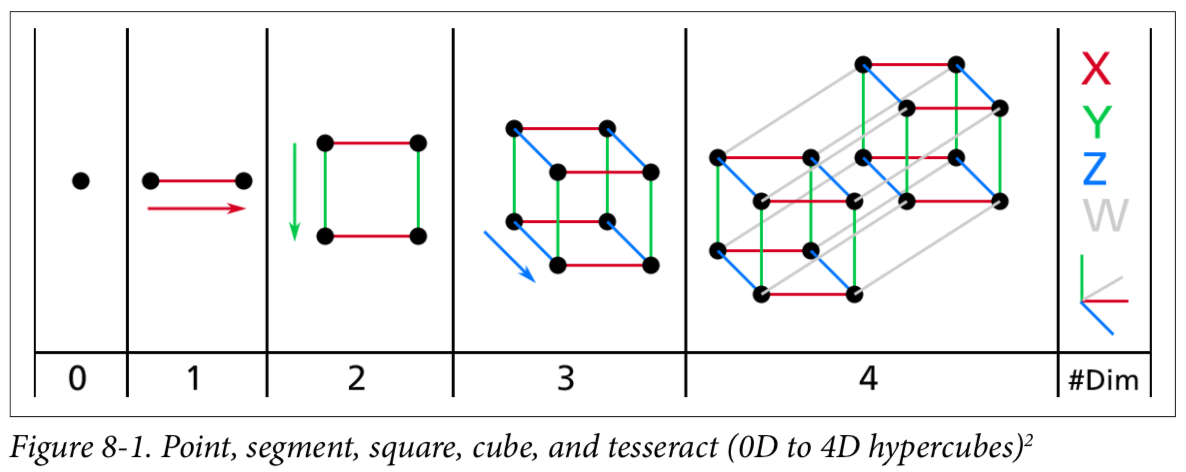 X
Y
Z
W
0 1 2 3 4 #Dim
Figure 8-1. Point, segment, square, cube, and tesseract (0D to 4D hypercubes)²